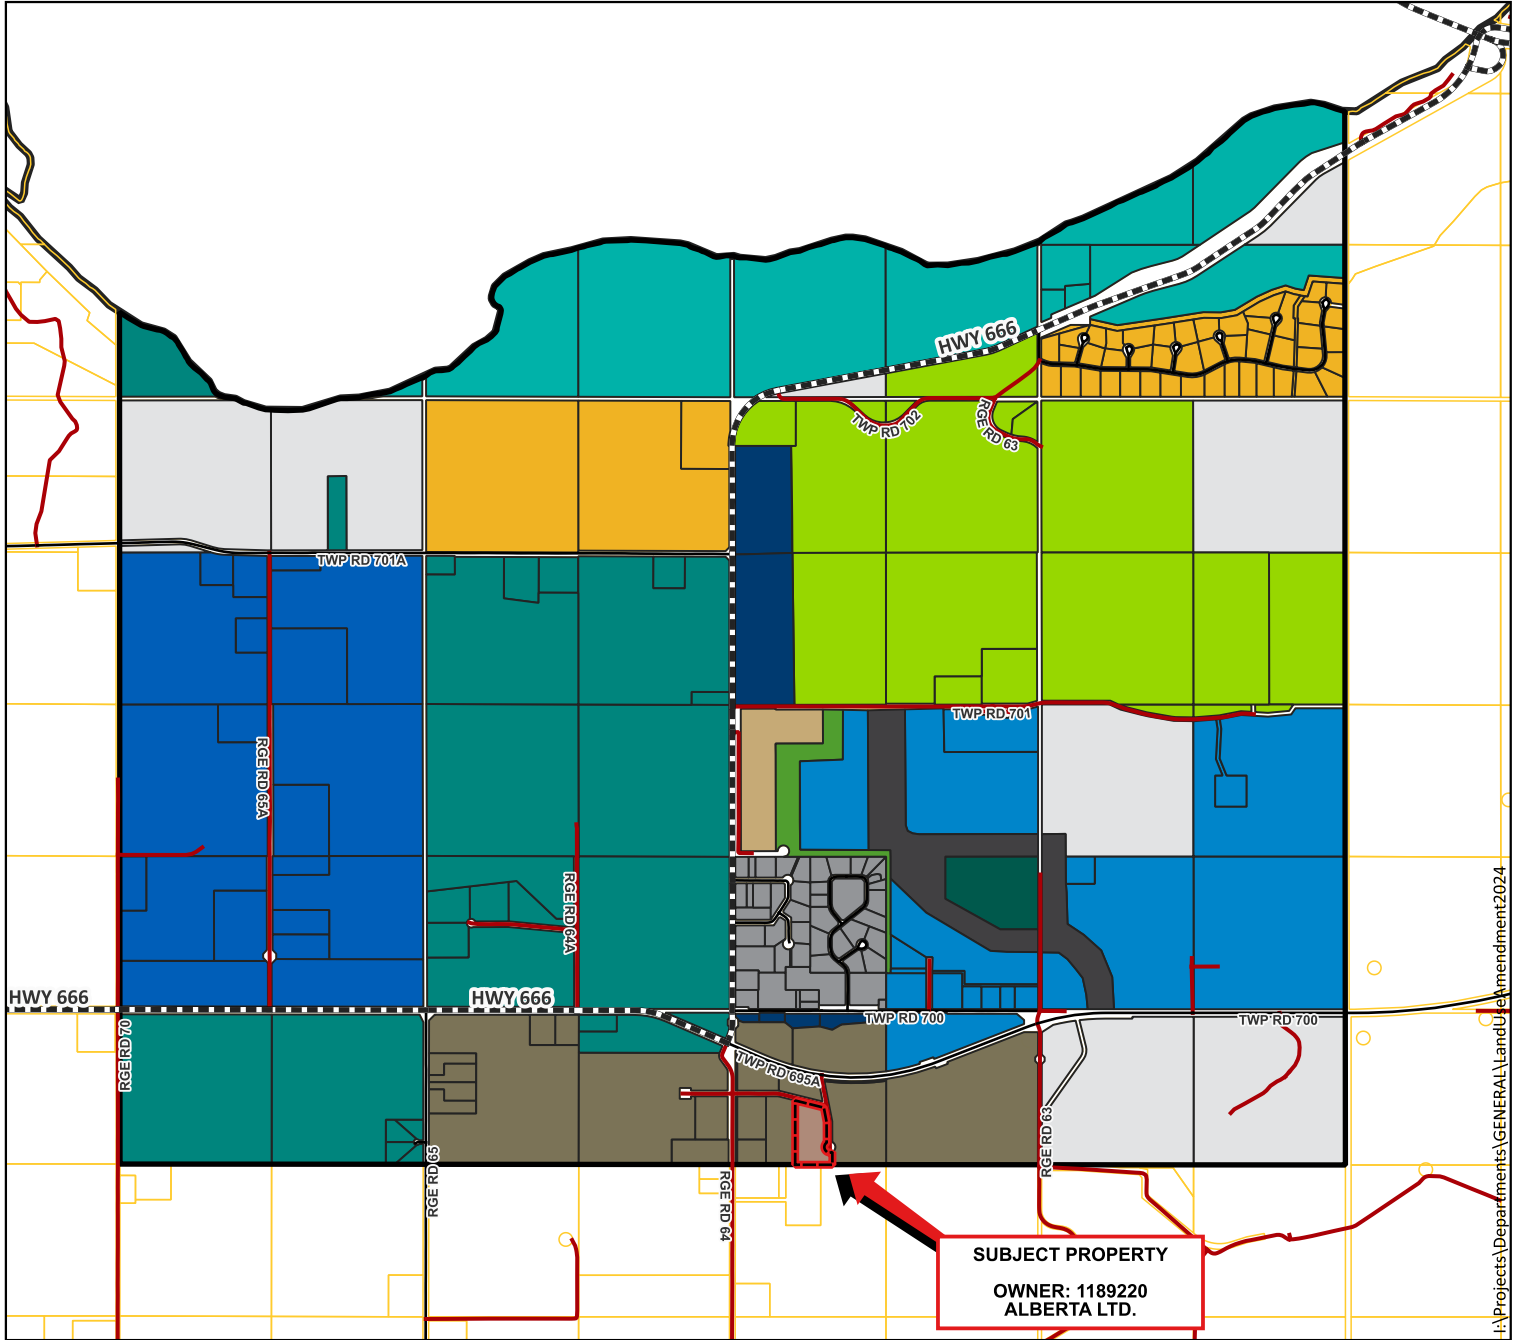 HWY 666
TWP RD 702
RGE RD 63
TWP RD 701A
TWP RD 701
RGE RD 65A
RGE RD 64A
HWY 666
HWY 666
TWP RD 700
TWP RD 700
RGE RD 70
TWP RD 695A
RGE RD 65
RGE RD 64
RGE RD 63
SUBJECT PROPERTY
OWNER: 1189220
ALBERTA LTD.
I:\Projects\Departments\GENERAL\LandUseAmendment2024